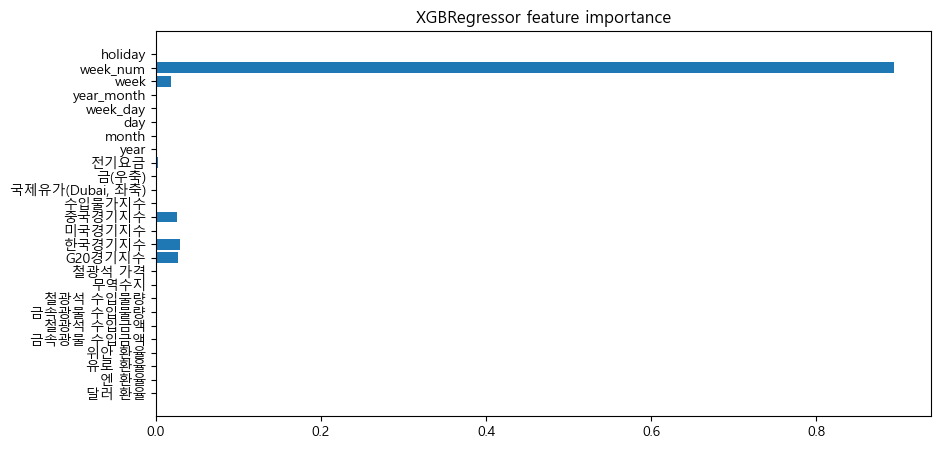 XGBRegressor feature importance
holiday
week_num
week
year_month
week_day
day
month
year
전기요금
금(우축)
국제유가(Dubai, 좌축)
수입물가지수
중국경기지수
미국경기지수
한국경기지수
G20경기지수
철광석 가격
무역수지
철광석 수입물량
금속광물 수입물량
철광석 수입금액
금속광물 수입금액
위안 환율
유로 환율
엔 환율
달러 환율
0.0 0.2 0.4 0.6 0.8